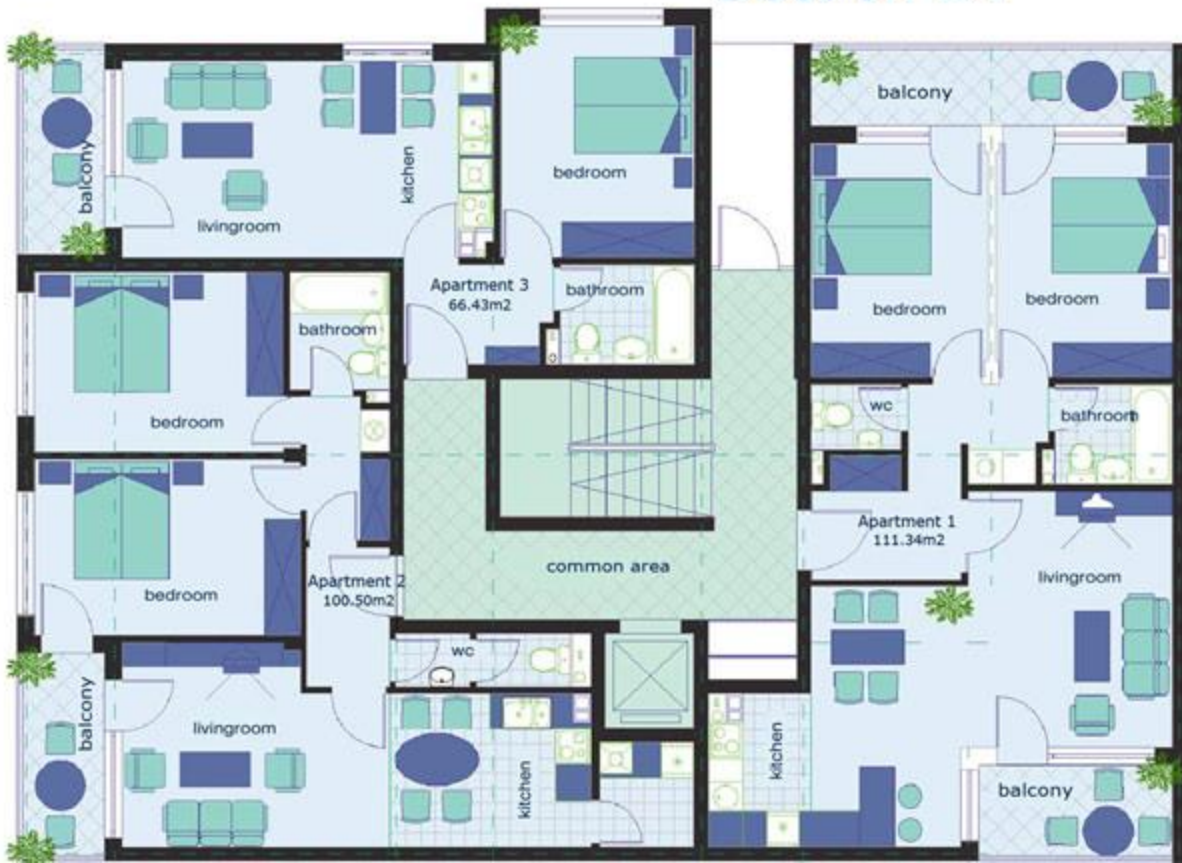 balcony
balcony
kitchen
bedroom
livingroom
Apartment 3
66.43m2
bathroom
bedroom
bedroom
bathroom
bedroom
wc
bathroom
Apartment 1
111.34m2
common area
livingroom
Apartment 2
100.50m2
bedroom
wc
balcony
livingroom
kitchen
kitchen
balcony